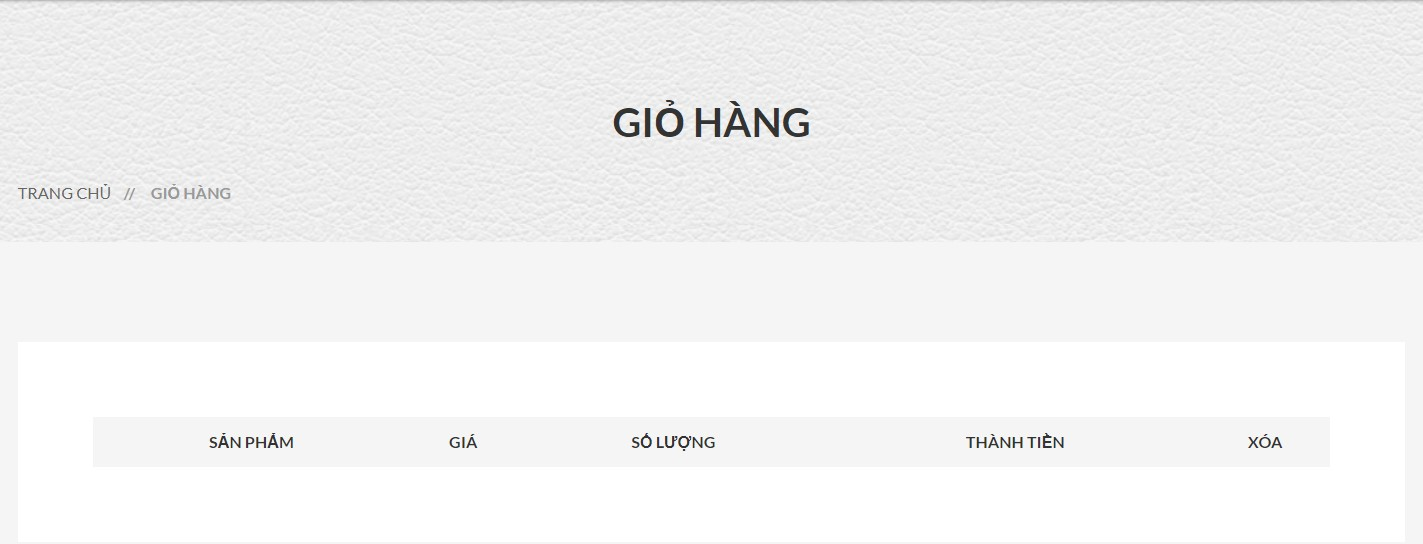 GIỎ HÀNG
TRANG CHỦ // GIỎ HÀNG
SẢN PHẨM GIÁ SỐ LƯỢNG THÀNH TIỀN XÓA